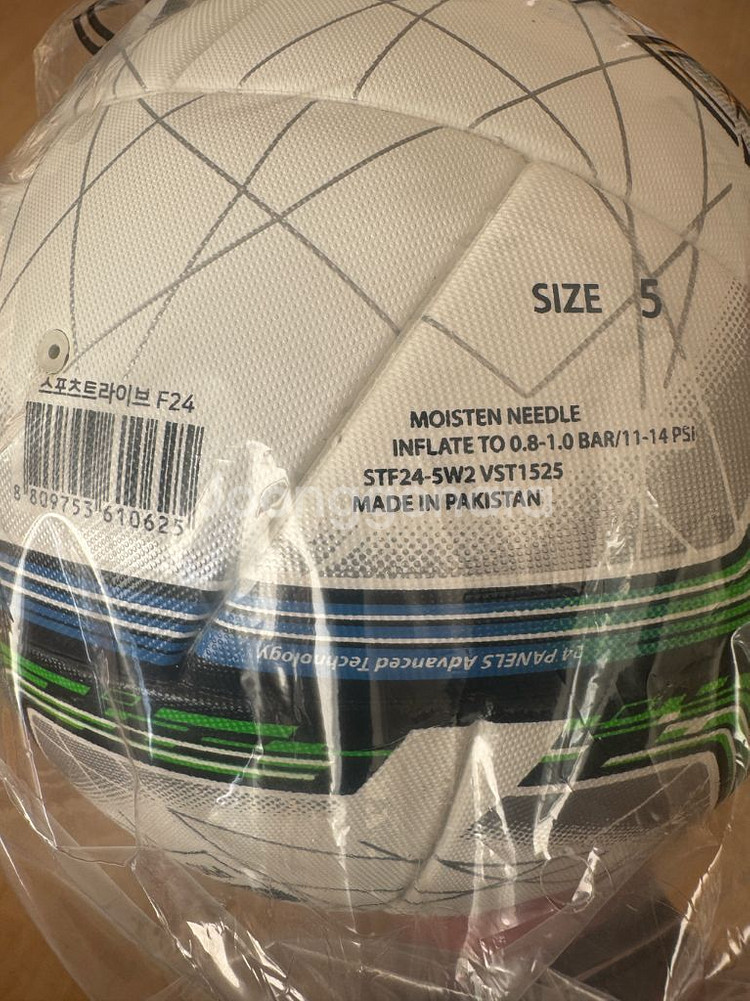 SIZE 5
스포츠트라이브 F24
8 809753 610625
MOISTEN NEEDLE
INFLATE TO 0.8-1.0 BAR/11-14 PSI
STF24-5W2 VST1525
MADE IN PAKISTAN
24 PANELS Advanced Technology